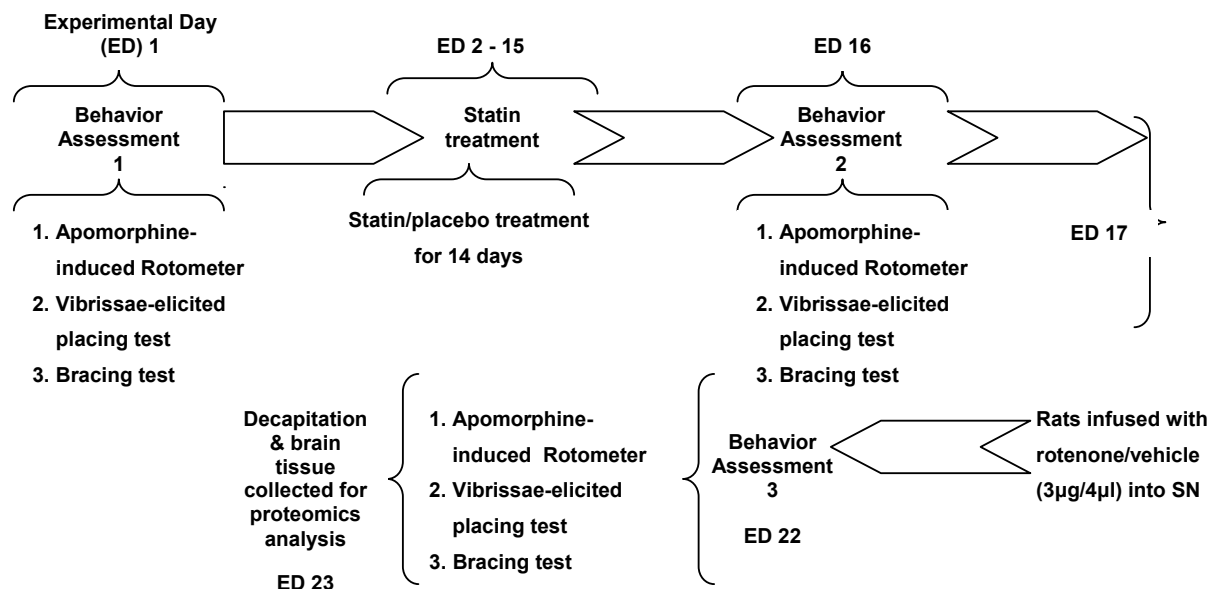 Experimental Day
(ED) 1
Behavior
Assessment
1
1. Apomorphine-
induced Rotometer
2. Vibrissae-elicited
placing test
3. Bracing test
ED 2 - 15
Statin
treatment
Statin/placebo treatment
for 14 days
ED 16
Behavior
Assessment
2
1. Apomorphine-
induced Rotometer
2. Vibrissae-elicited
placing test
3. Bracing test
ED 17
Rats infused with
rotenone/vehicle
(3µg/4µl) into SN
Behavior
Assessment
3
ED 22
1. Apomorphine-
induced Rotometer
2. Vibrissae-elicited
placing test
3. Bracing test
Decapitation
& brain
tissue
collected for
proteomics
analysis
ED 23